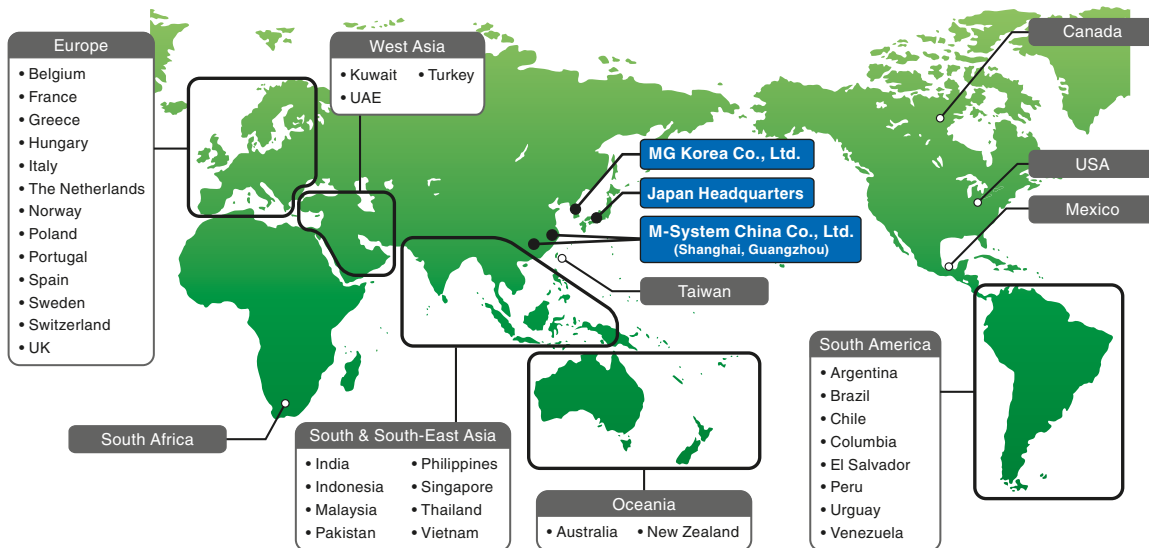 Europe
• Belgium
• France
• Greece
• Hungary
• Italy
• The Netherlands
• Norway
• Poland
• Portugal
• Spain
• Sweden
• Switzerland
• UK
West Asia
• Kuwait • Turkey
• UAE
Canada
MG Korea Co., Ltd.
USA
Japan Headquarters
Mexico
M-System China Co., Ltd.
(Shanghai, Guangzhou)
Taiwan
South America
• Argentina
• Brazil
• Chile
• Columbia
• El Salvador
• Peru
• Urguay
• Venezuela
South Africa
South & South-East Asia
• India • Philippines
• Indonesia • Singapore
• Malaysia • Thailand
• Pakistan • Vietnam
Oceania
• Australia • New Zealand